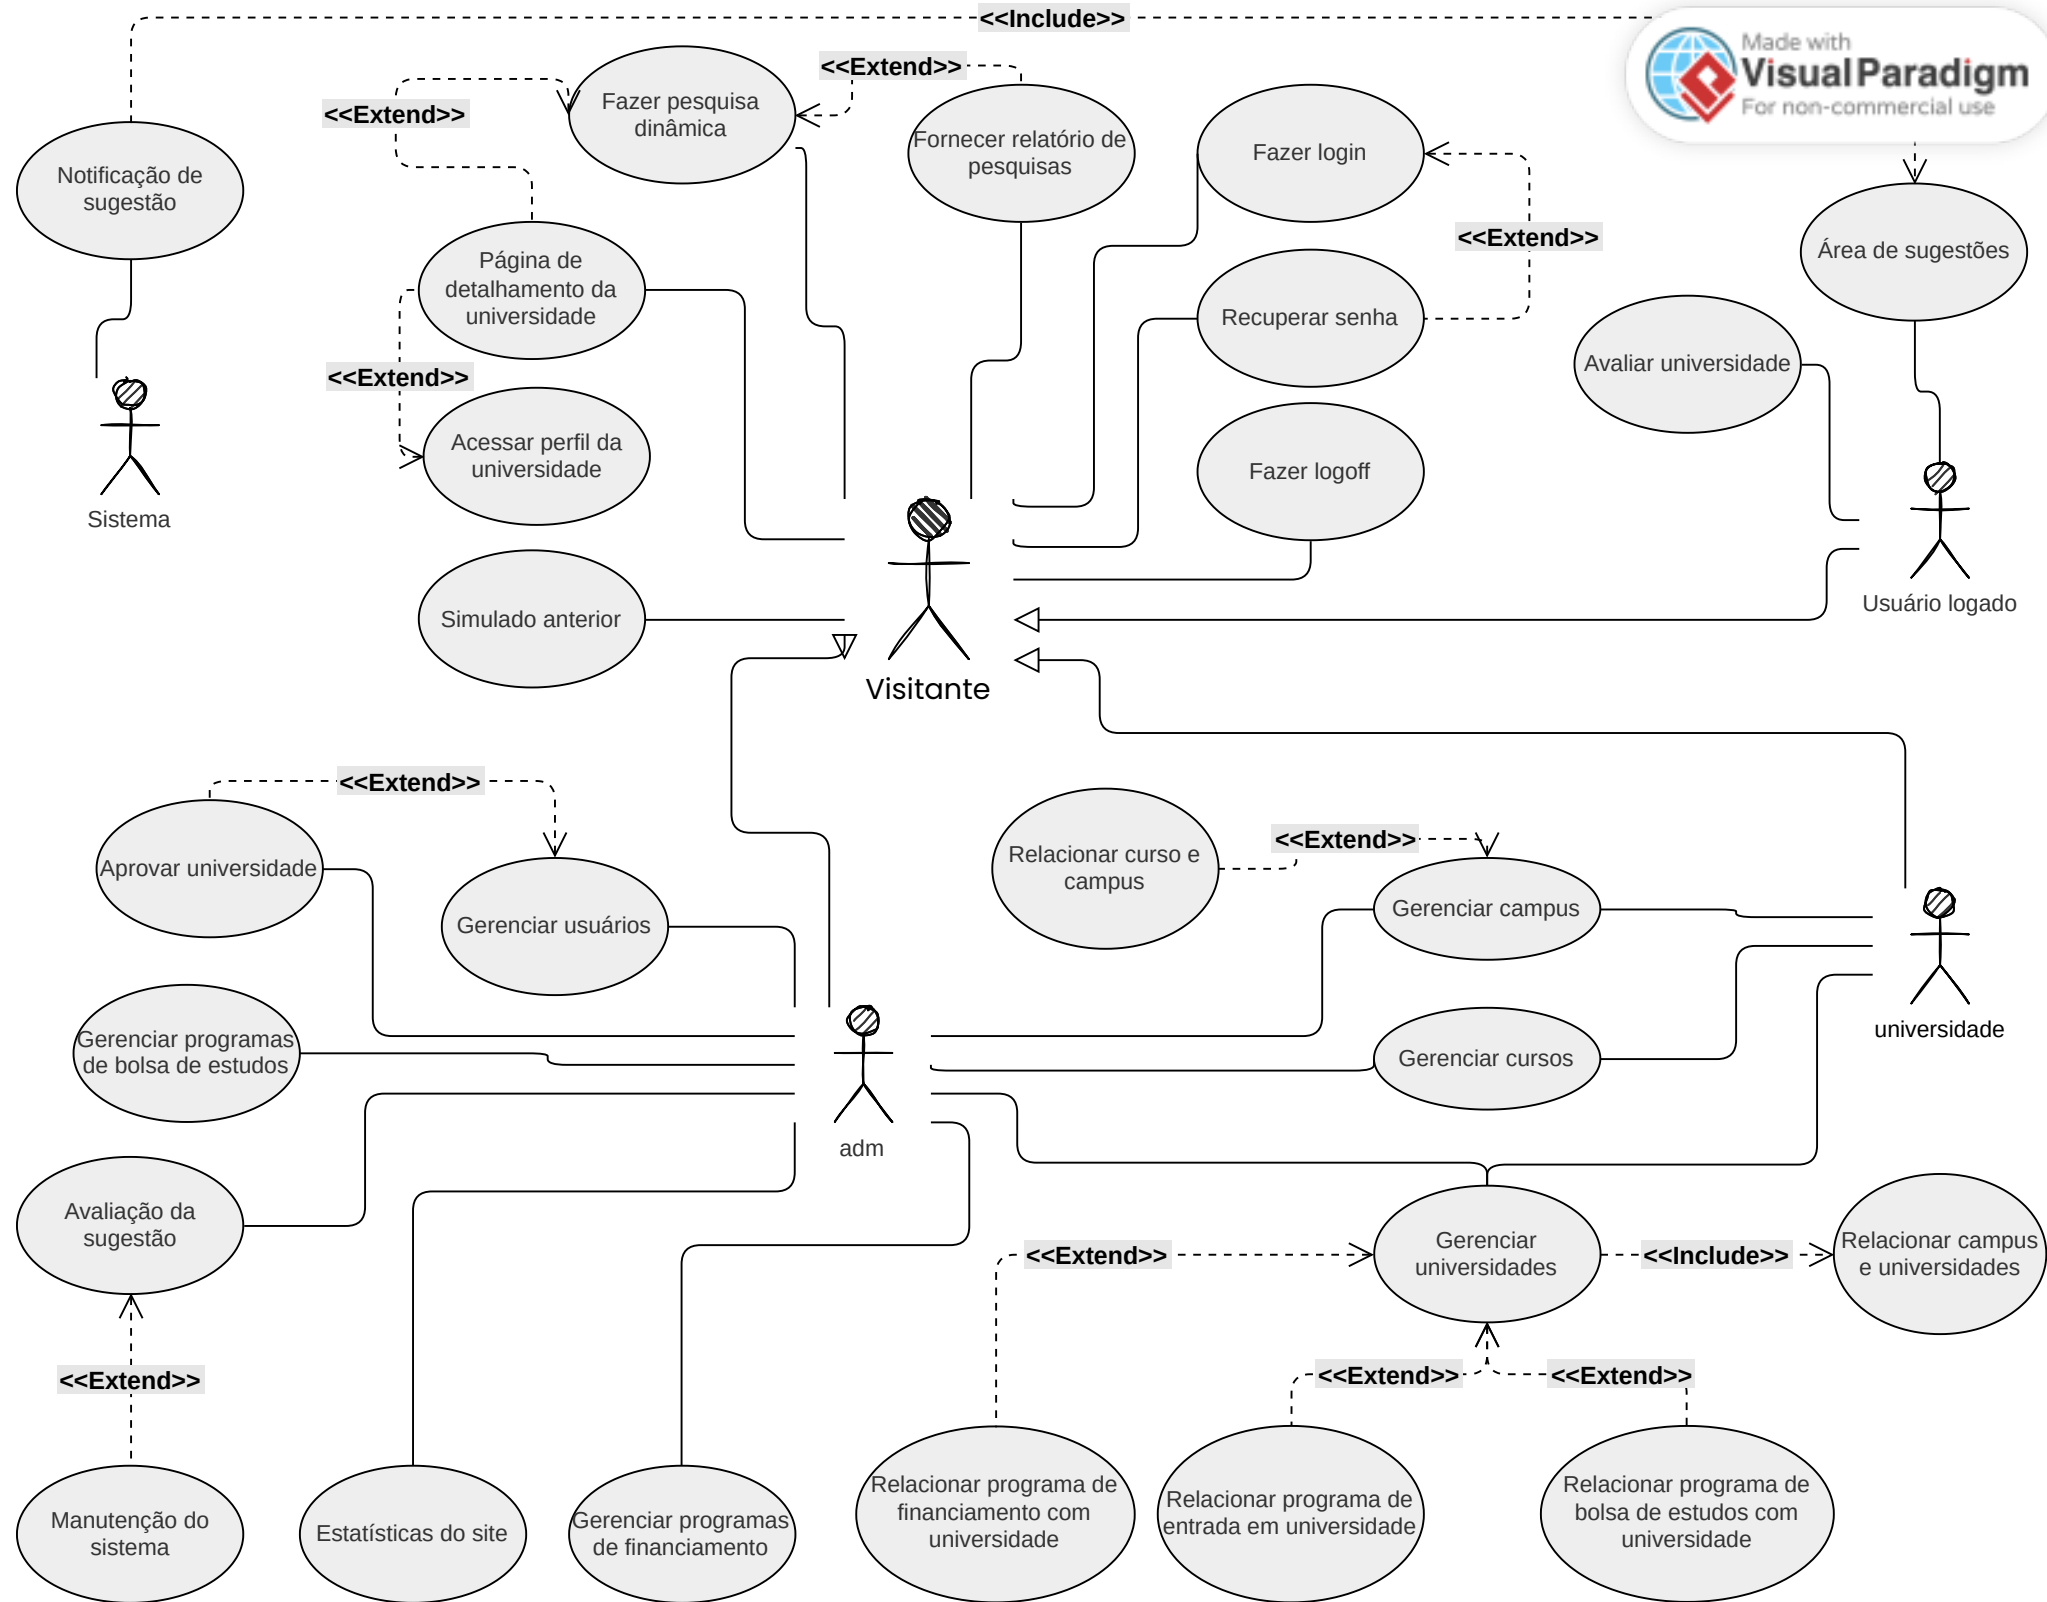 <<Include>>
Made with
Visual Paradigm
For non-commercial use
<<Extend>>
Fazer pesquisa
dinâmica
<<Extend>>
Fornecer relatório de
pesquisas
Fazer login
Notificação de
sugestão
<<Extend>>
Área de sugestões
Página de
detalhamento da
universidade
Recuperar senha
Avaliar universidade
<<Extend>>
Acessar perfil da
universidade
Fazer logoff
Sistema
Usuário logado
Simulado anterior
Visitante
<<Extend>>
Aprovar universidade
Gerenciar usuários
Relacionar curso e
campus
<<Extend>>
Gerenciar campus
universidade
Gerenciar programas
de bolsa de estudos
Gerenciar cursos
adm
Avaliação da
sugestão
<<Extend>>
Gerenciar
universidades
<<Include>>
Relacionar campus
e universidades
<<Extend>>
<<Extend>>
<<Extend>>
Manutenção do
sistema
Estatísticas do site
Gerenciar programas
de financiamento
Relacionar programa de
financiamento com
universidade
Relacionar programa de
entrada em universidade
Relacionar programa de
bolsa de estudos com
universidade